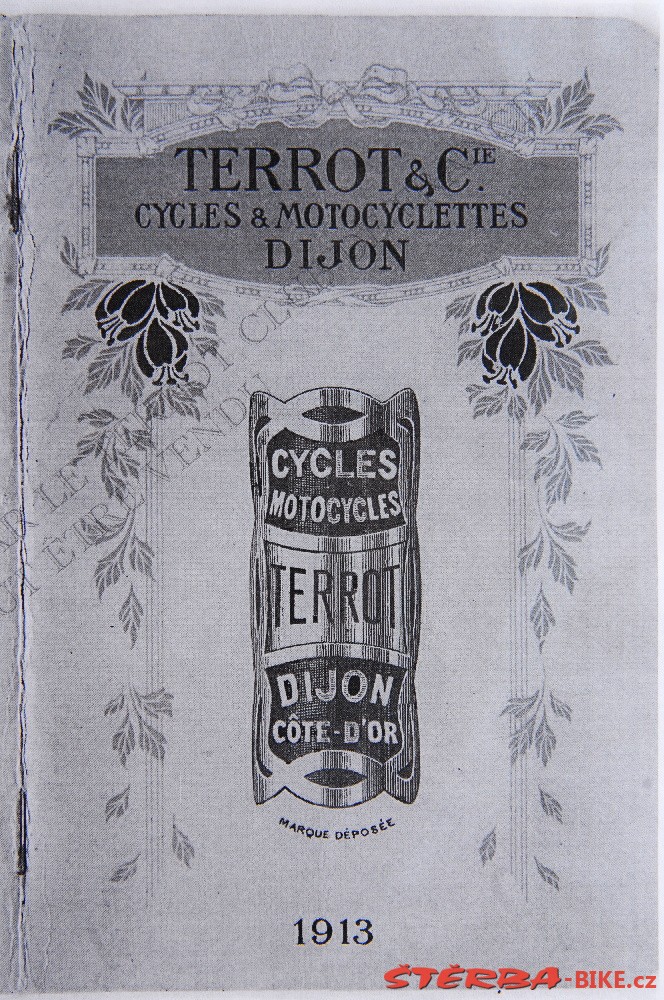 TERROT & CIE.
CYCLES & MOTOCYCLETTES
DIJON
CYCLES
MOTOCYCLES
TERROT
DIJON
CÔTE-D'OR
MARQUE DÉPOSÉE
1913
ŠTĚRBA-BIKE.cz